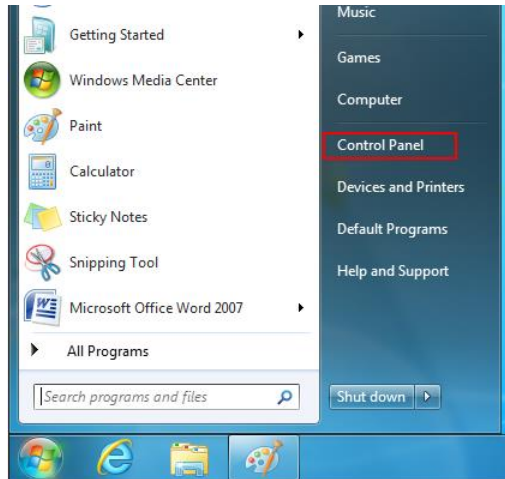 Getting Started
Windows Media Center
Paint
Calculator
Sticky Notes
Snipping Tool
Microsoft Office Word 2007
All Programs
Search programs and files
Music
Games
Computer
Control Panel
Devices and Printers
Default Programs
Help and Support
Shut down